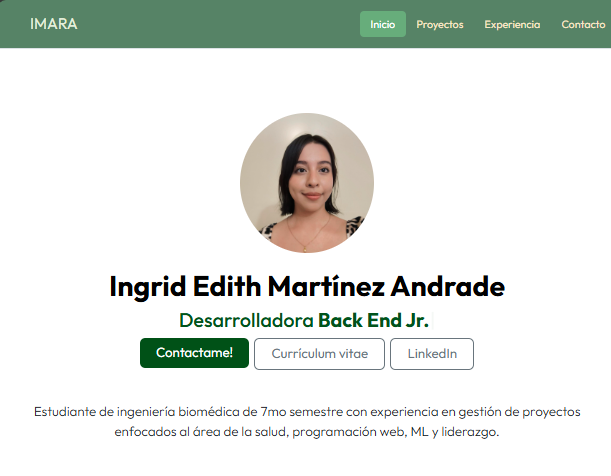 IMARA
Inicio Proyectos Experiencia Contacto
Ingrid Edith Martínez Andrade
Desarrolladora Back End Jr.
Contactame! Currículum vitae LinkedIn
Estudiante de ingeniería biomédica de 7mo semestre con experiencia en gestión de proyectos
enfocados al área de la salud, programación web, ML y liderazgo.